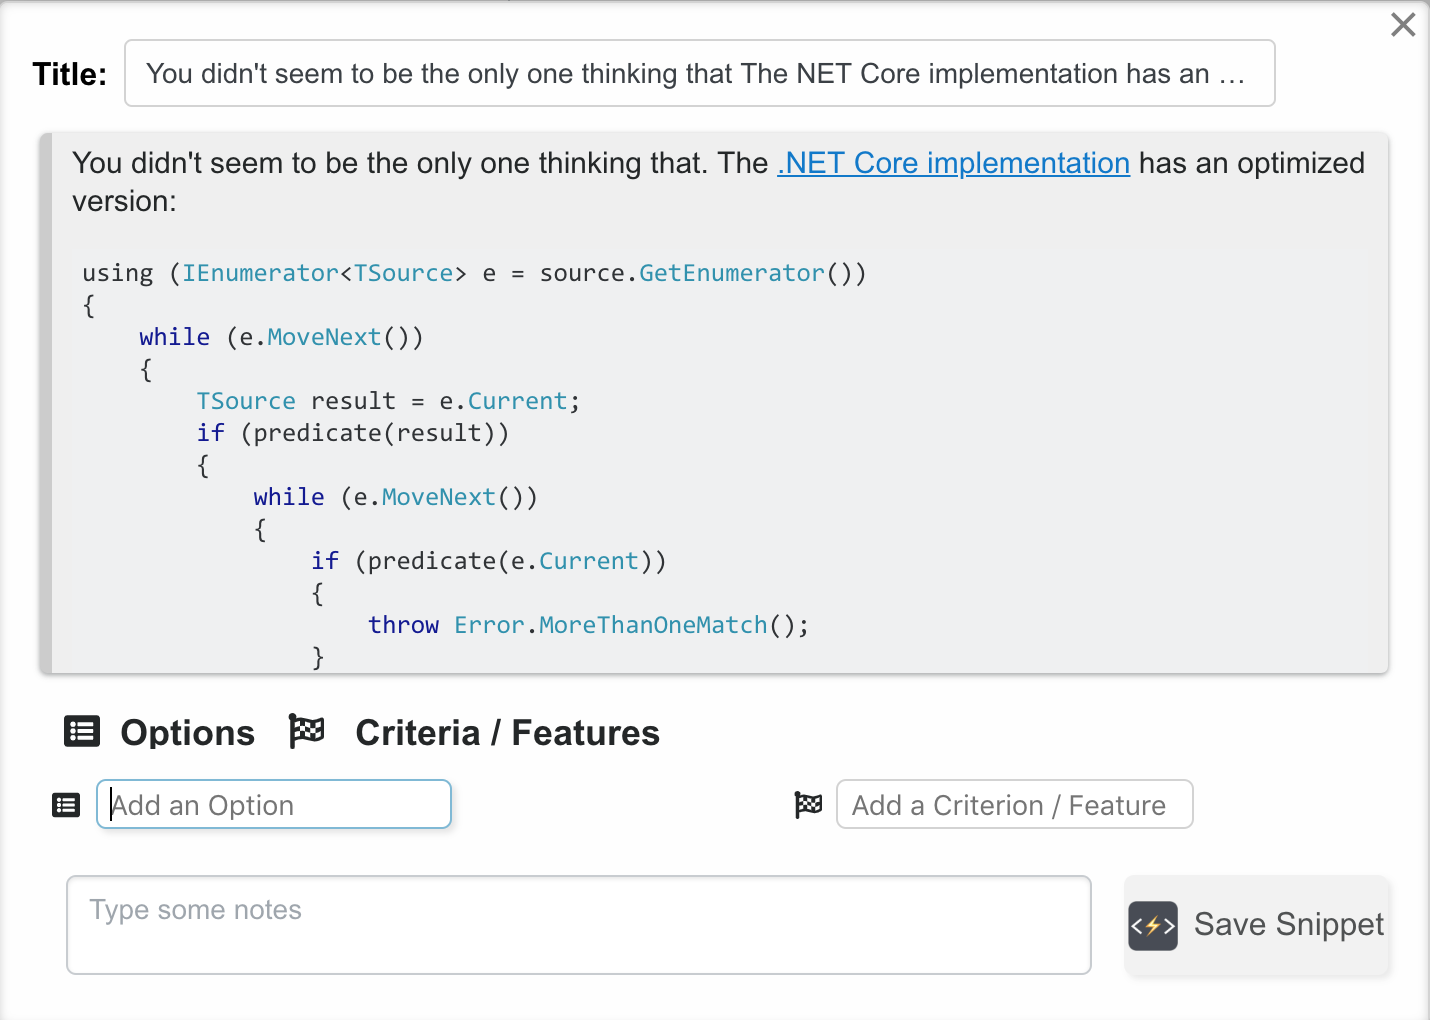 Title: You didn't seem to be the only one thinking that The NET Core implementation has an ...
You didn't seem to be the only one thinking that. The .NET Core implementation has an optimized
version:
using (IEnumerator<TSource> e = source.GetEnumerator())
{
    while (e.MoveNext())
    {
        TSource result = e.Current;
        if (predicate(result))
        {
            while (e.MoveNext())
            {
                if (predicate(e.Current))
                {
                    throw Error.MoreThanOneMatch();
                }
Options Criteria / Features
Add an Option Add a Criterion / Feature
Type some notes
<⚡> Save Snippet